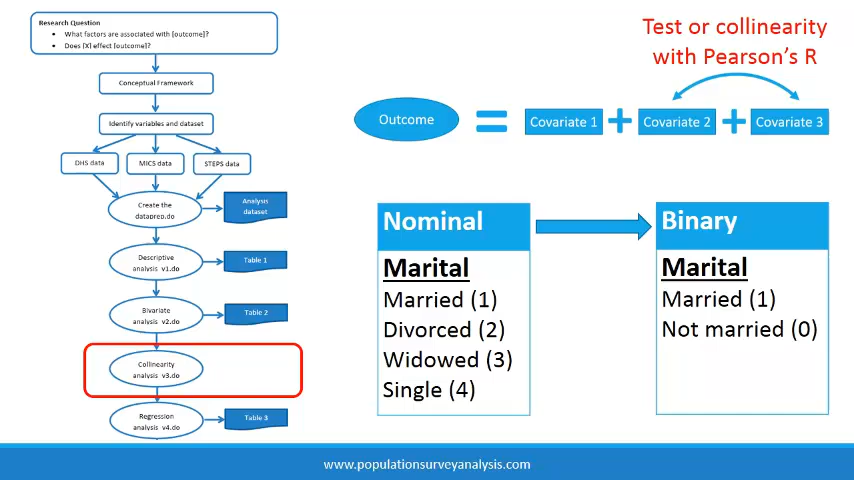 Research Question
• What factors are associated with [outcome]?
• Does [X] effect [outcome]?
Conceptual Framework
Identify variables and dataset
DHS data
MICS data
STEPS data
Create the
dataprep.do
Analysis
dataset
Descriptive
analysis v1.do
Table 1
Bivariate
analysis v2.do
Table 2
Collinearity
analysis v3.do
Regression
analysis v4.do
Table 3
Test or collinearity
with Pearson's R
Outcome
=
Covariate 1
+
Covariate 2
+
Covariate 3
Nominal
Marital
Married (1)
Divorced (2)
Widowed (3)
Single (4)
Binary
Marital
Married (1)
Not married (0)
www.populationsurveyanalysis.com